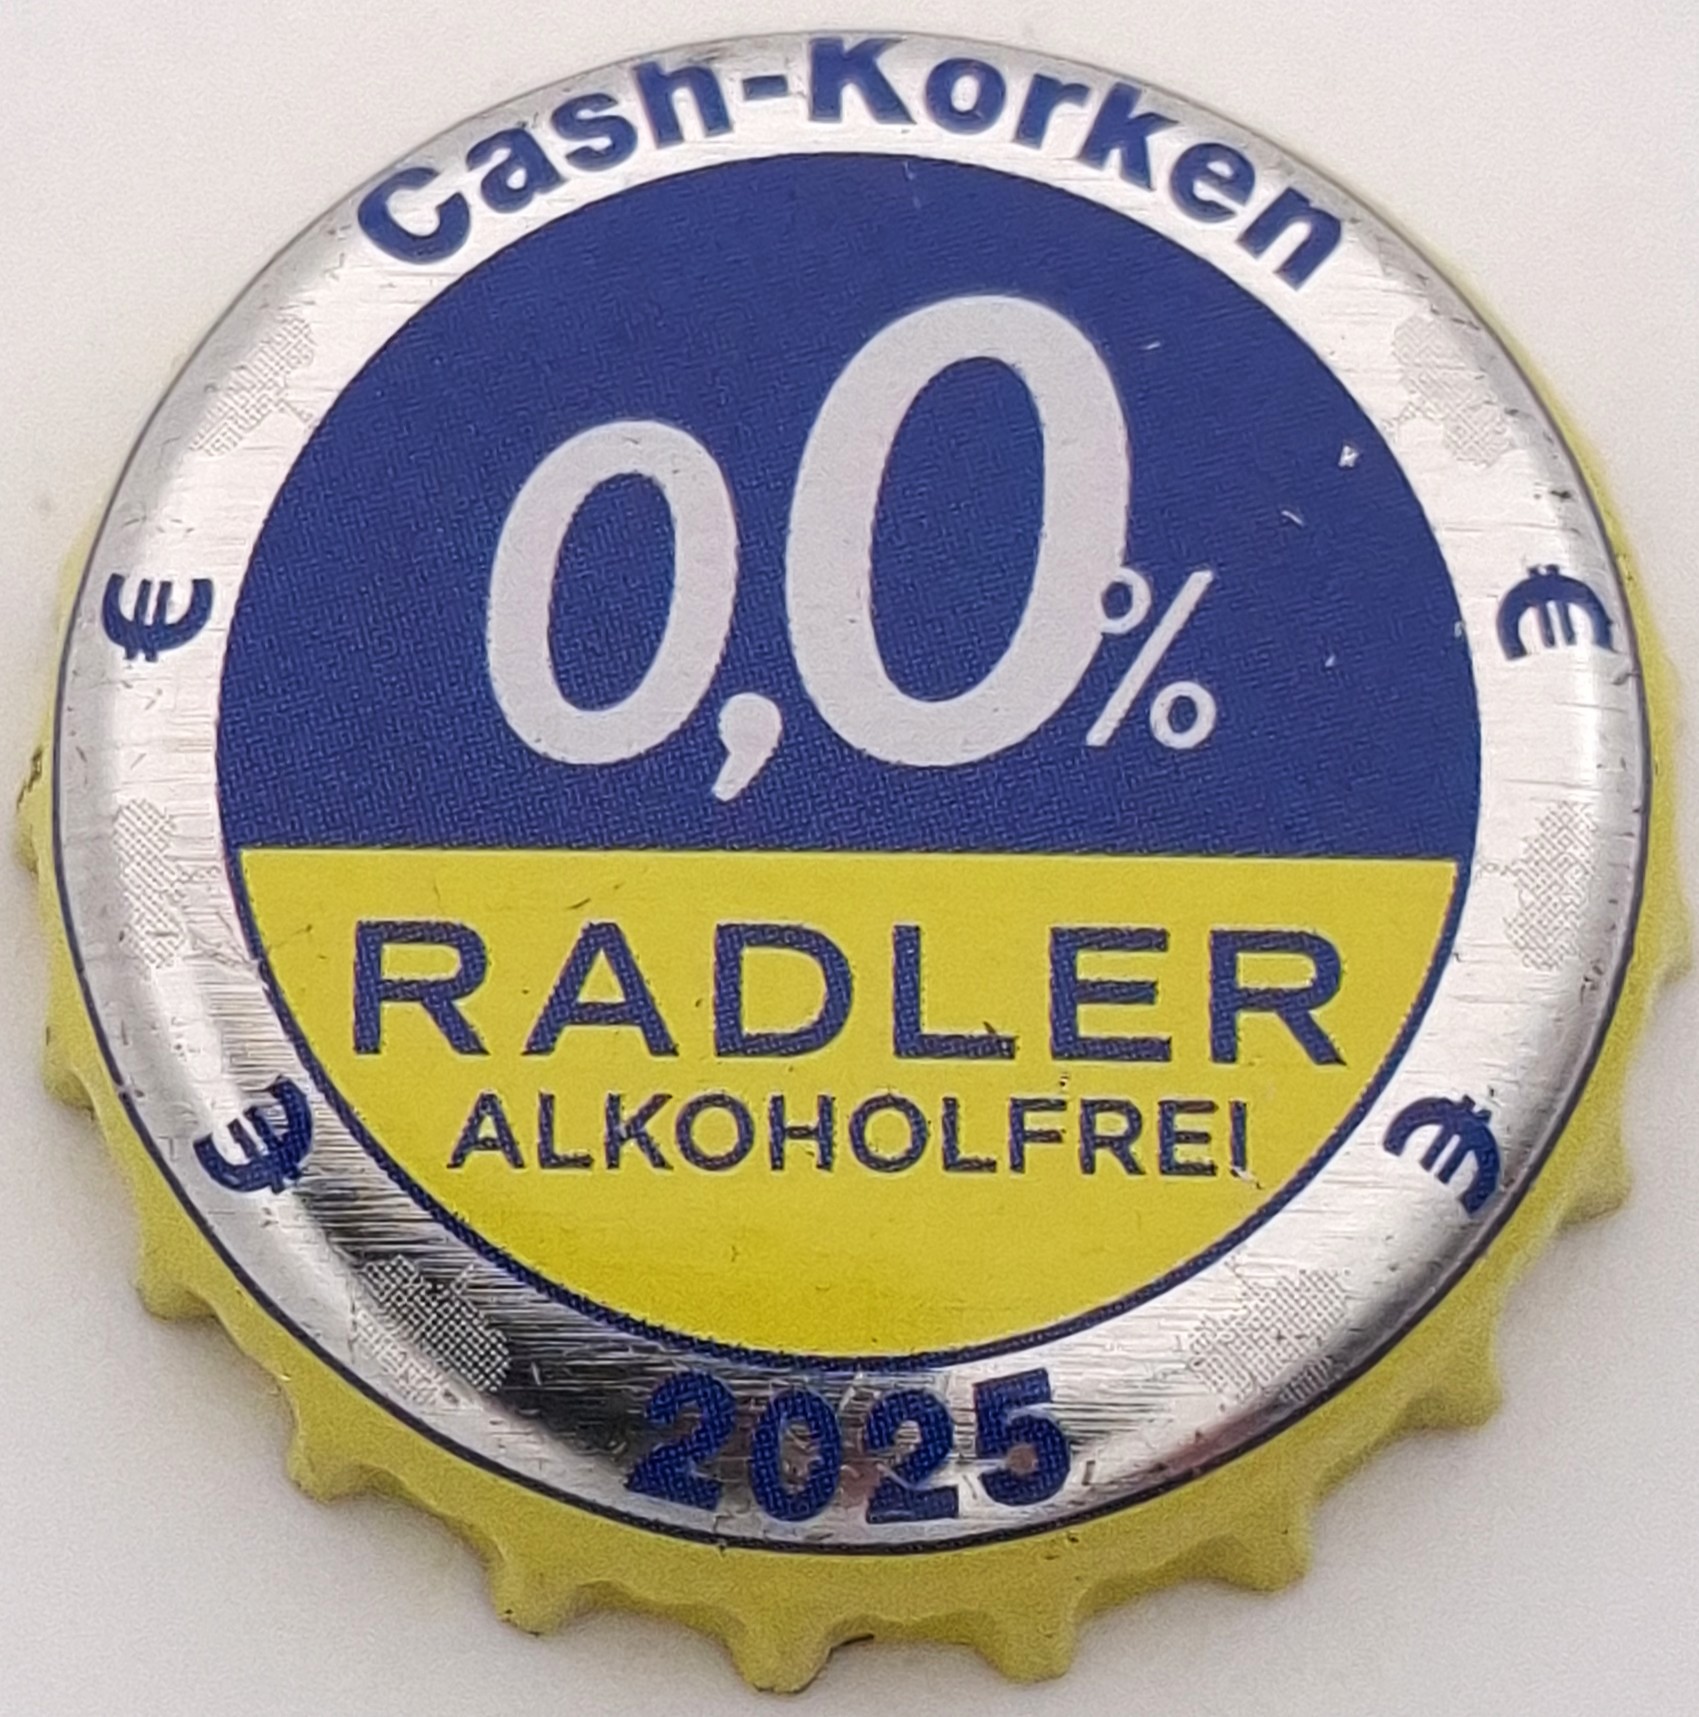 Cash-Korken
0,0%
€ €
RADLER
ALKOHOLFREI
€ €
2025